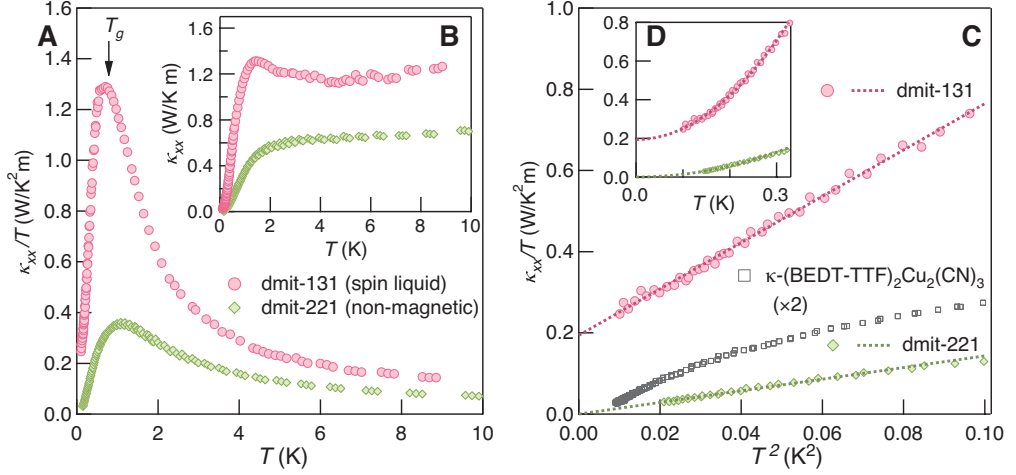 A
T_g
κ_xx/T (W/K²m)
1.6
1.4
1.2
1.0
0.8
0.6
0.4
0.2
0.0
0
2
4
6
8
10
T (K)
dmit-131 (spin liquid)
dmit-221 (non-magnetic)
B
κ_xx (W/K m)
1.6
1.2
0.8
0.4
0.0
0
2
4
6
8
10
T (K)
D
0.8
0.6
0.4
0.2
0.0
0.0
0.1
0.2
0.3
T (K)
C
dmit-131
κ-(BEDT-TTF)₂Cu₂(CN)₃
(×2)
dmit-221
κ_xx/T (W/K²m)
0.8
0.6
0.4
0.2
0.0
0.00
0.02
0.04
0.06
0.08
0.10
T² (K²)